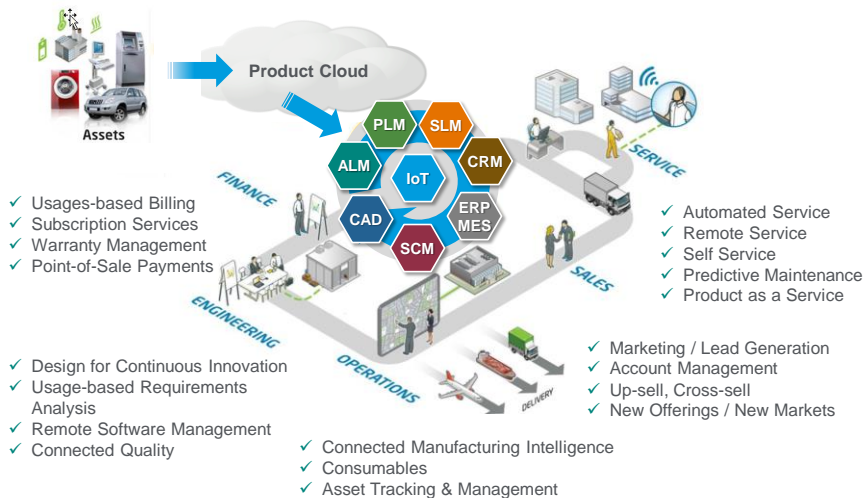 Assets
Product Cloud
PLM
SLM
ALM
CRM
IoT
CAD
ERP
MES
SCM
FINANCE
SERVICE
ENGINEERING
OPERATIONS
SALES
DELIVERY
✓ Usages-based Billing
✓ Subscription Services
✓ Warranty Management
✓ Point-of-Sale Payments
✓ Automated Service
✓ Remote Service
✓ Self Service
✓ Predictive Maintenance
✓ Product as a Service
✓ Design for Continuous Innovation
✓ Usage-based Requirements
Analysis
✓ Remote Software Management
✓ Connected Quality
✓ Marketing / Lead Generation
✓ Account Management
✓ Up-sell, Cross-sell
✓ New Offerings / New Markets
✓ Connected Manufacturing Intelligence
✓ Consumables
✓ Asset Tracking & Management